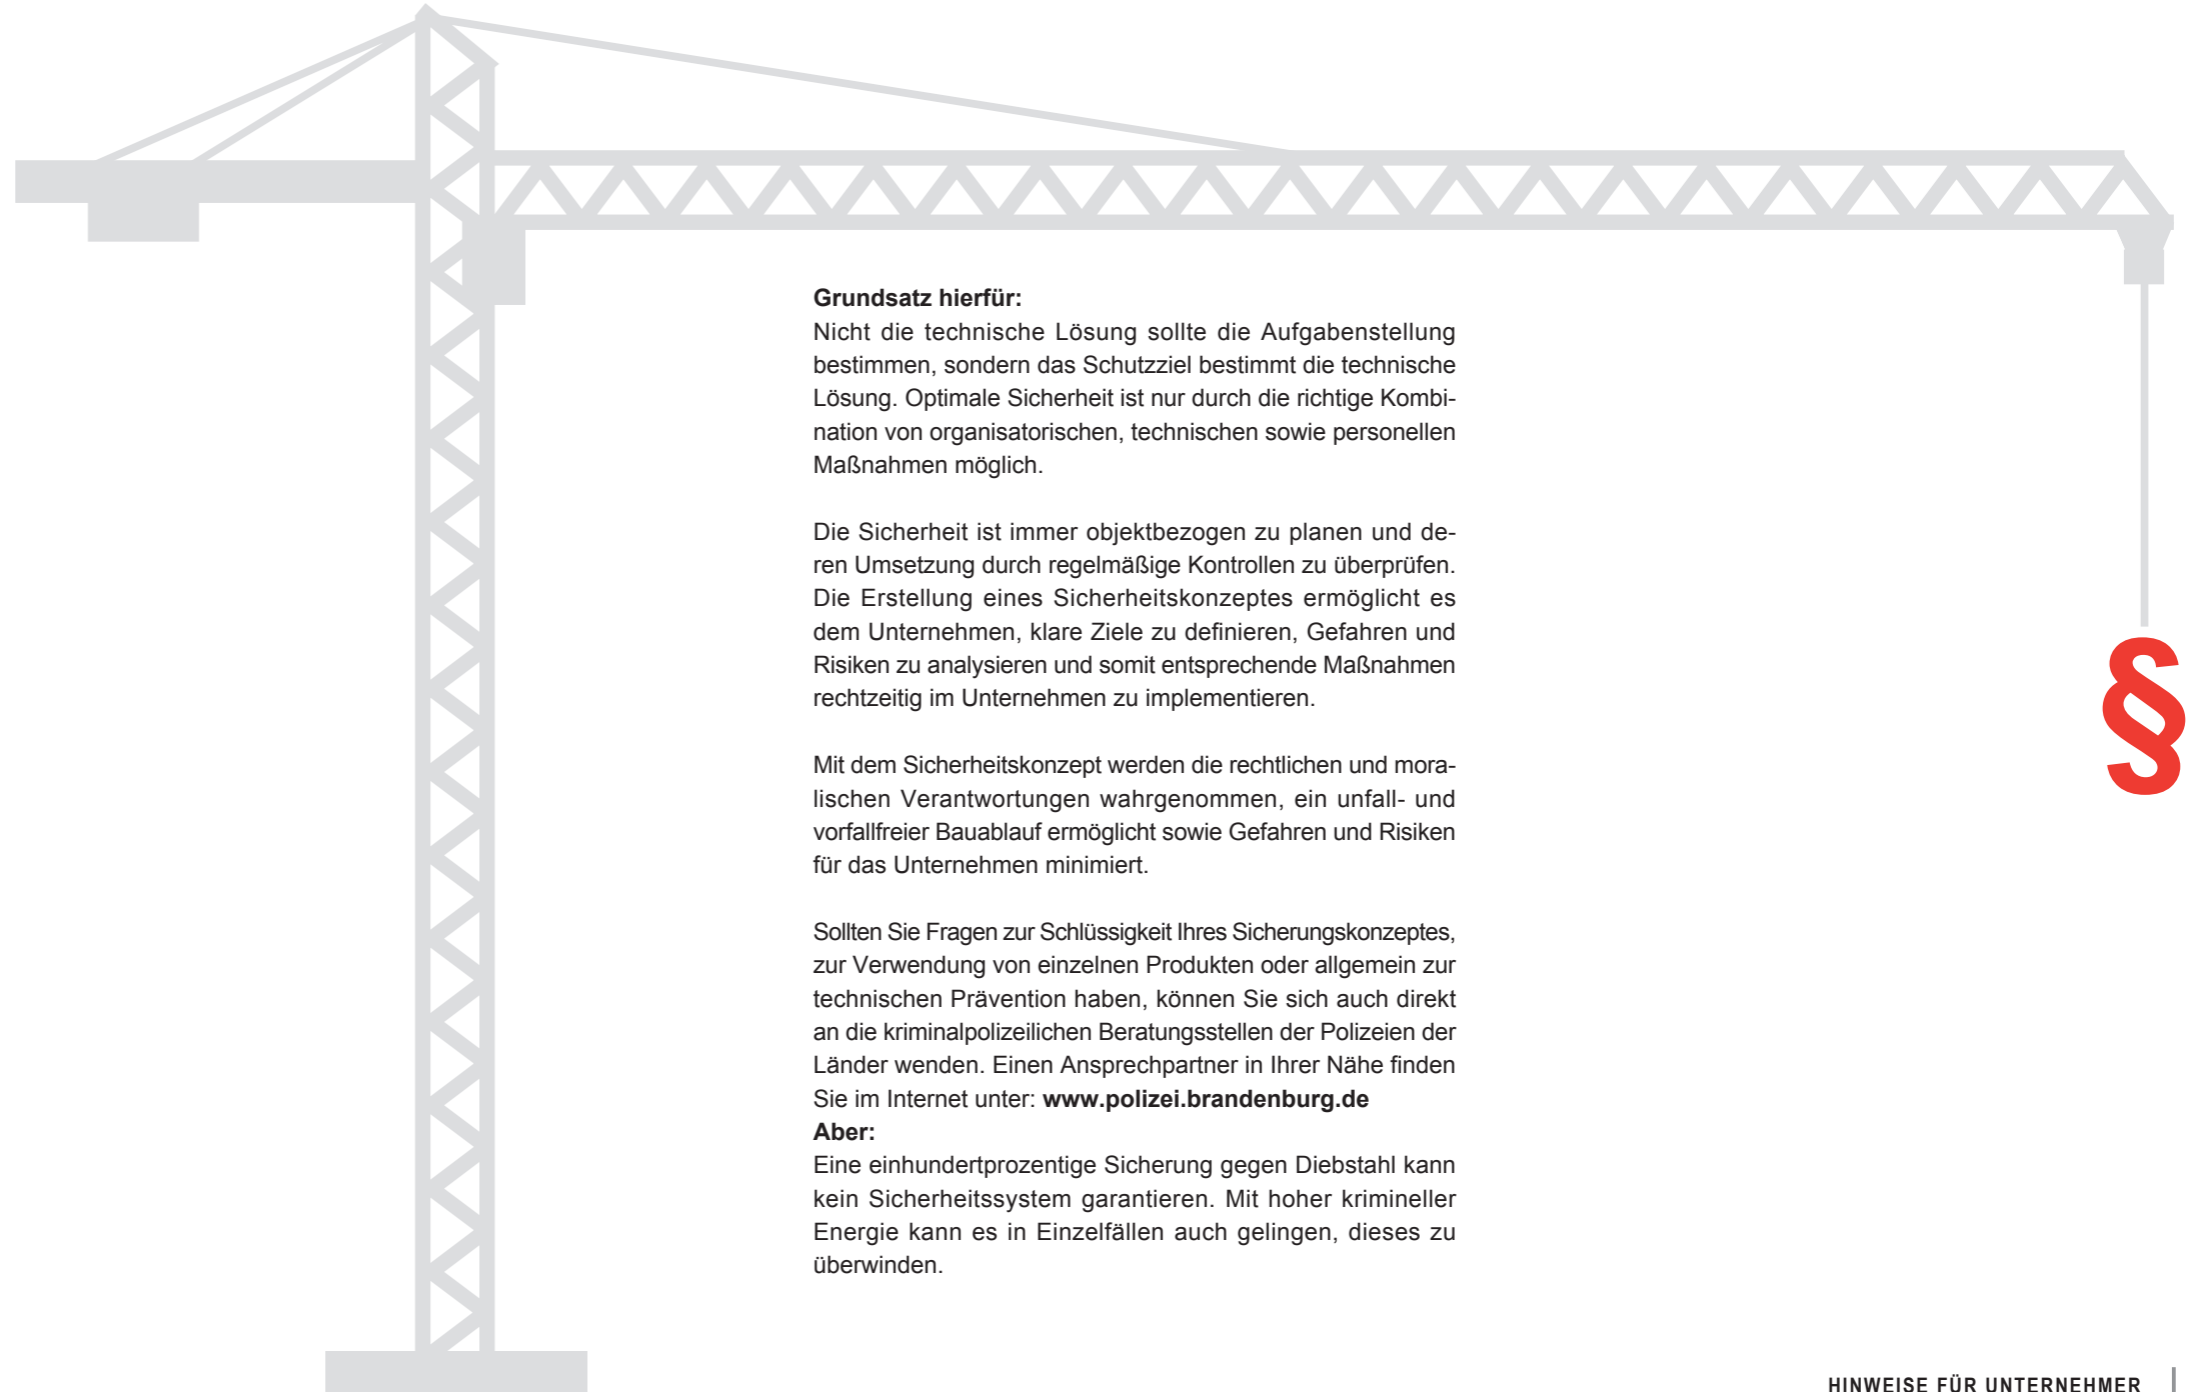 Grundsatz hierfür:
Nicht die technische Lösung sollte die Aufgabenstellung
bestimmen, sondern das Schutzziel bestimmt die technische
Lösung. Optimale Sicherheit ist nur durch die richtige Kombi-
nation von organisatorischen, technischen sowie personellen
Maßnahmen möglich.
Die Sicherheit ist immer objektbezogen zu planen und de-
ren Umsetzung durch regelmäßige Kontrollen zu überprüfen.
Die Erstellung eines Sicherheitskonzeptes ermöglicht es
dem Unternehmen, klare Ziele zu definieren, Gefahren und
Risiken zu analysieren und somit entsprechende Maßnahmen
rechtzeitig im Unternehmen zu implementieren.
Mit dem Sicherheitskonzept werden die rechtlichen und mora-
lischen Verantwortungen wahrgenommen, ein unfall- und
vorfallfreier Bauablauf ermöglicht sowie Gefahren und Risiken
für das Unternehmen minimiert.
Sollten Sie Fragen zur Schlüssigkeit Ihres Sicherungskonzeptes,
zur Verwendung von einzelnen Produkten oder allgemein zur
technischen Prävention haben, können Sie sich auch direkt
an die kriminalpolizeilichen Beratungsstellen der Polizeien der
Länder wenden. Einen Ansprechpartner in Ihrer Nähe finden
Sie im Internet unter: www.polizei.brandenburg.de
Aber:
Eine einhundertprozentige Sicherung gegen Diebstahl kann
kein Sicherheitssystem garantieren. Mit hoher krimineller
Energie kann es in Einzelfällen auch gelingen, dieses zu
überwinden.
§
HINWEISE FÜR UNTERNEHMER